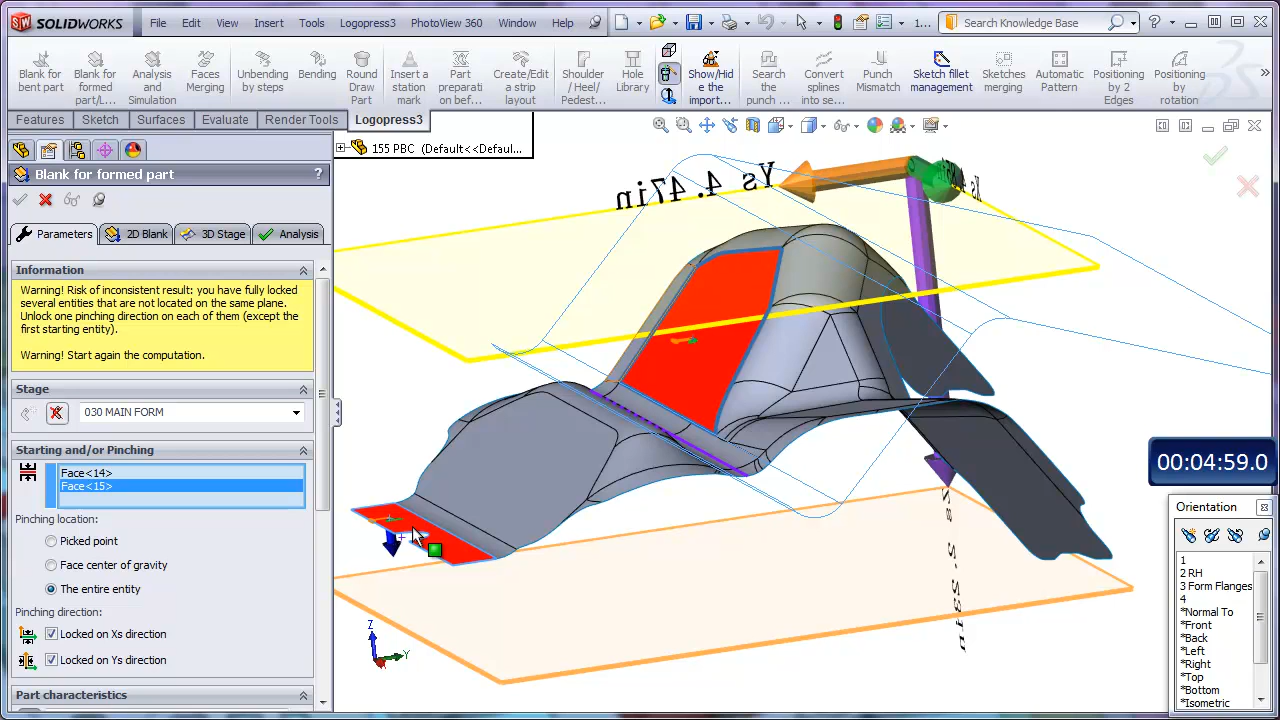 SOLIDWORKS
File Edit View Insert Tools Logopress3 PhotoView 360 Window Help
1... Search Knowledge Base
Blank for bent part
Blank for formed part/L...
Analysis and Simulation
Faces Merging
Unbending by steps
Bending
Round Draw Part
Insert a station mark
Part preparati on bef...
Create/Edit a strip layout
Shoulder / Heel/ Pedest...
Hole Library
Show/Hid e the import...
Search the punch ...
Convert splines into se...
Punch Mismatch
Sketch fillet management
Sketches merging
Automatic Pattern
Positioning by 2 Edges
Positioning by rotation
Features Sketch Surfaces Evaluate Render Tools Logopress3
155 PBC (Default<<Defaul...
Blank for formed part ?
Parameters 2D Blank 3D Stage Analysis
Information
Warning! Risk of inconsistent result: you have fully locked
several entities that are not located on the same plane.
Unlock one pinching direction on each of them (except the
first starting entity).
Warning! Start again the computation.
Stage
030 MAIN FORM
Starting and/or Pinching
Face<14>
Face<15>
Pinching location:
Picked point
Face center of gravity
The entire entity
Pinching direction:
Locked on Xs direction
Locked on Ys direction
Part characteristics
Ys 4.47in
Z
Y
00:04:59.0
Orientation
1
2 RH
3 Form Flanges
4
*Normal To
*Front
*Back
*Left
*Right
*Top
*Bottom
*Isometric